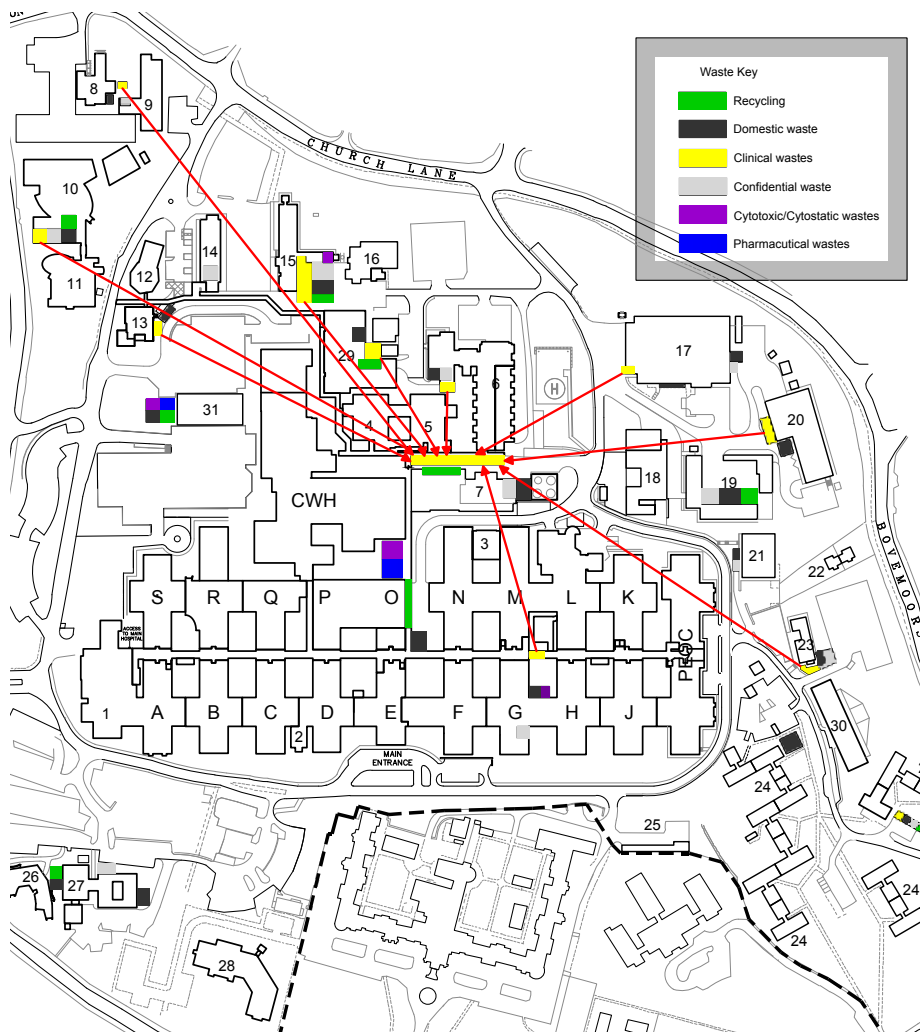 ON
8
9
CHURCH LANE
Waste Key
Recycling
Domestic waste
Clinical wastes
Confidential waste
Cytotoxic/Cytostatic wastes
Pharmacutical wastes
10
11
12
13
14
15
16
29
6
H
17
20
31
4
5
7
18
19
CWH
3
21
22
BOVEMOOR
S
R
Q
P
O
N
M
L
K
ACCESS
TO MAIN
HOSPITAL
23
1
A
B
C
2
D
E
F
G
H
J
30
MAIN
ENTRANCE
24
25
26
27
24
24
28